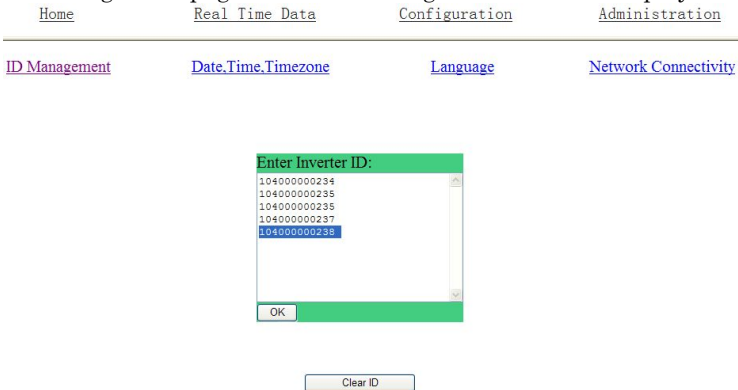 Home Real Time Data Configuration Administration
ID Management Date,Time,Timezone Language Network Connectivity
Enter Inverter ID:
104000000234
104000000235
104000000235
104000000237
104000000238
OK
Clear ID